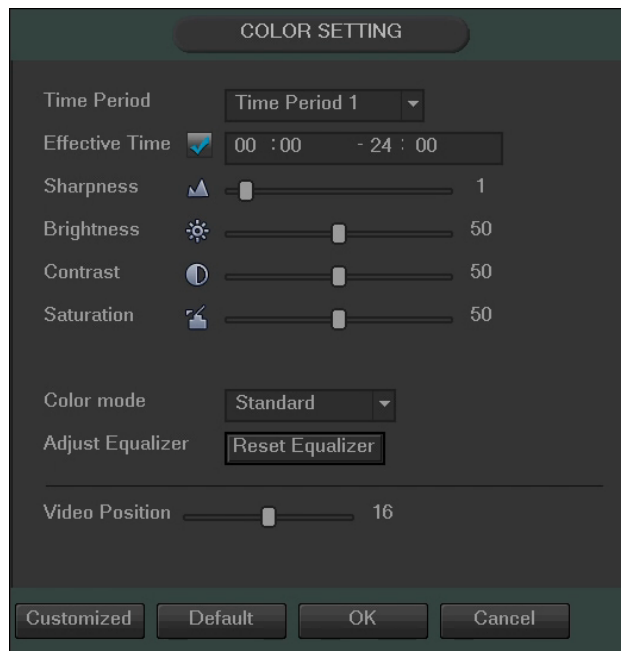 COLOR SETTING
Time Period Time Period 1
Effective Time 00 :00 - 24 : 00
Sharpness 1
Brightness 50
Contrast 50
Saturation 50
Color mode Standard
Adjust Equalizer Reset Equalizer
Video Position 16
Customized Default OK Cancel